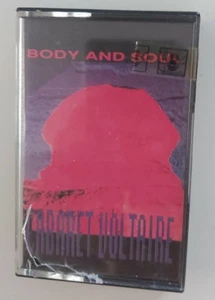 BODY AND SOUL
CABARET VOLTAIRE